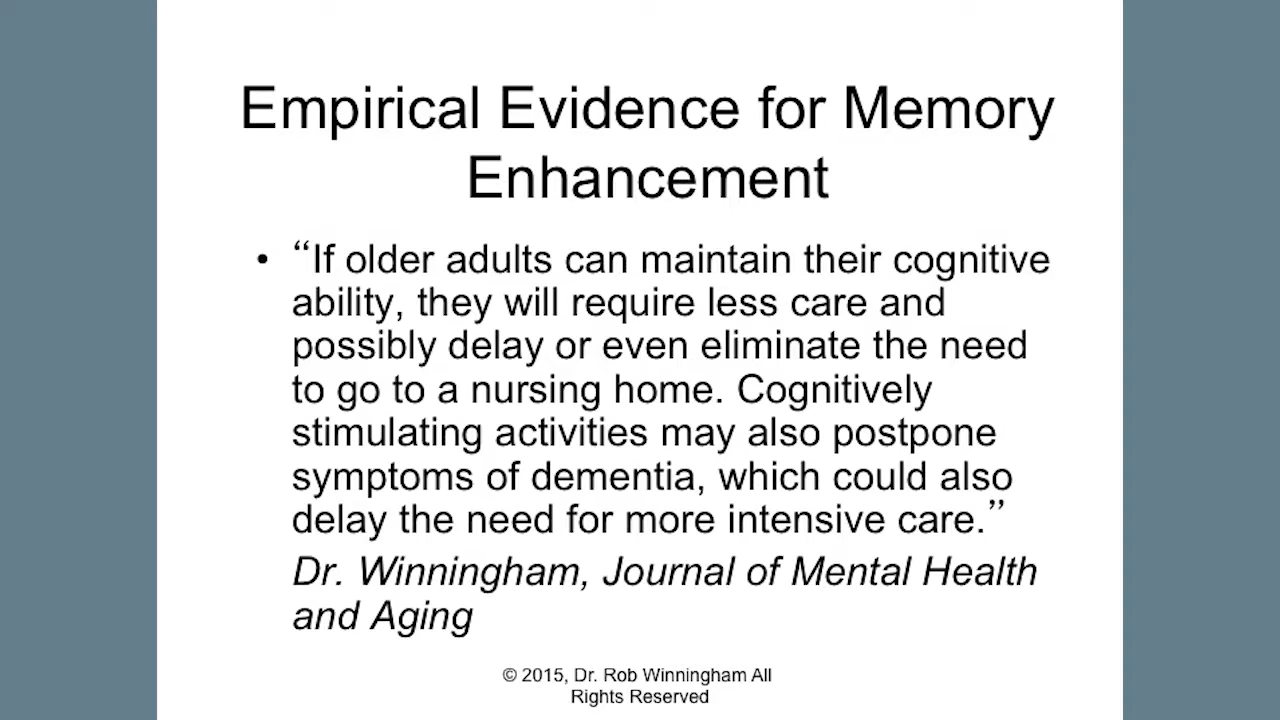 Empirical Evidence for Memory
Enhancement
• “If older adults can maintain their cognitive
ability, they will require less care and
possibly delay or even eliminate the need
to go to a nursing home. Cognitively
stimulating activities may also postpone
symptoms of dementia, which could also
delay the need for more intensive care.”
Dr. Winningham, Journal of Mental Health
and Aging
© 2015, Dr. Rob Winningham All
Rights Reserved